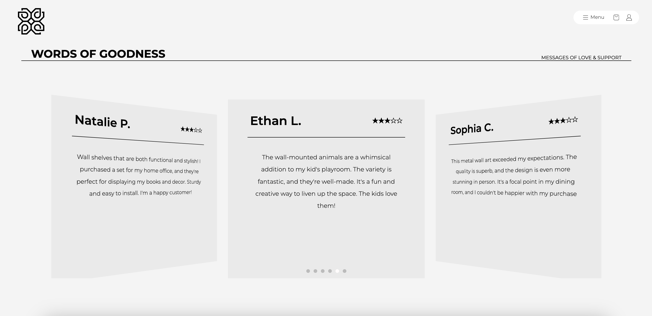 Menu
WORDS OF GOODNESS
MESSAGES OF LOVE & SUPPORT
Natalie P.
Wall shelves that are both functional and stylish! I
purchased a set for my home office, and they're
perfect for displaying my books and decor. Sturdy
and easy to install. I'm a happy customer!
Ethan L.
The wall-mounted animals are a whimsical
addition to my kid's playroom. The variety is
fantastic, and they're well-made. It's a fun and
creative way to liven up the space. The kids love
them!
Sophia C.
This metal wall art exceeded my expectations. The
quality is superb, and the design is even more
stunning in person. It's a focal point in my dining
room, and I couldn't be happier with my purchase